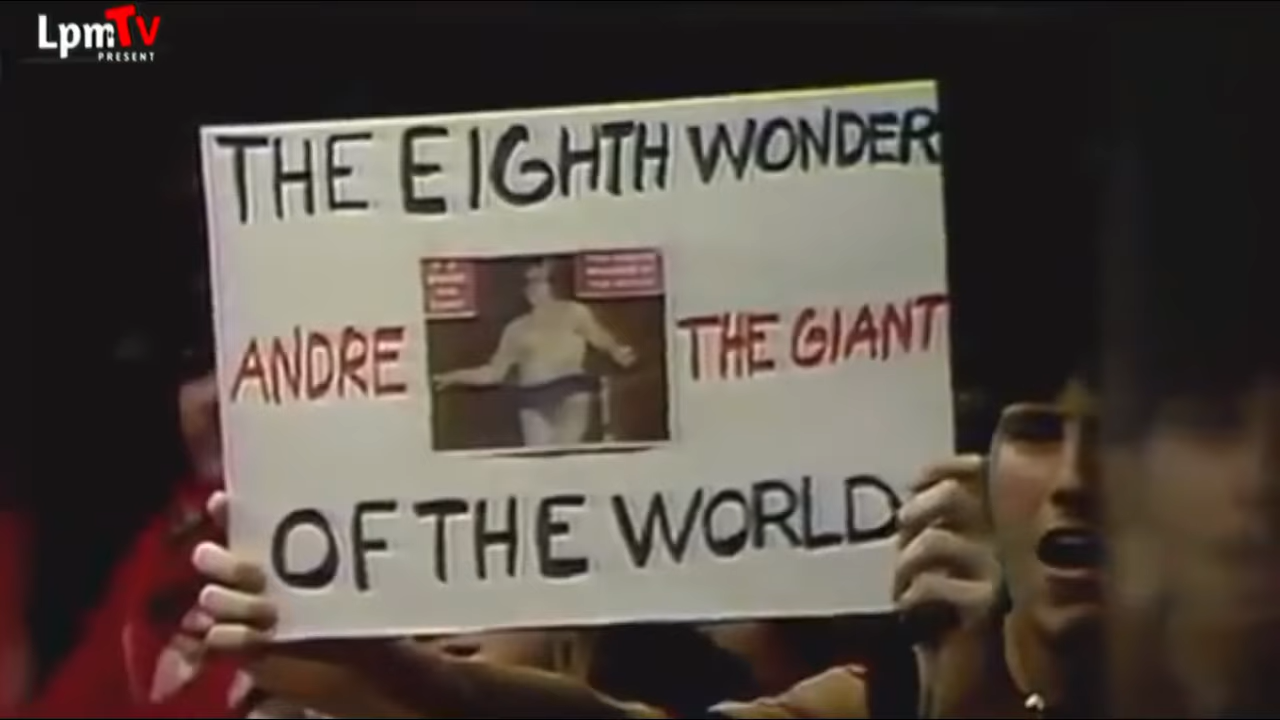 LpmTV
PRESENT
THE EIGHTH WONDER
ANDRE THE GIANT
OF THE WORLD